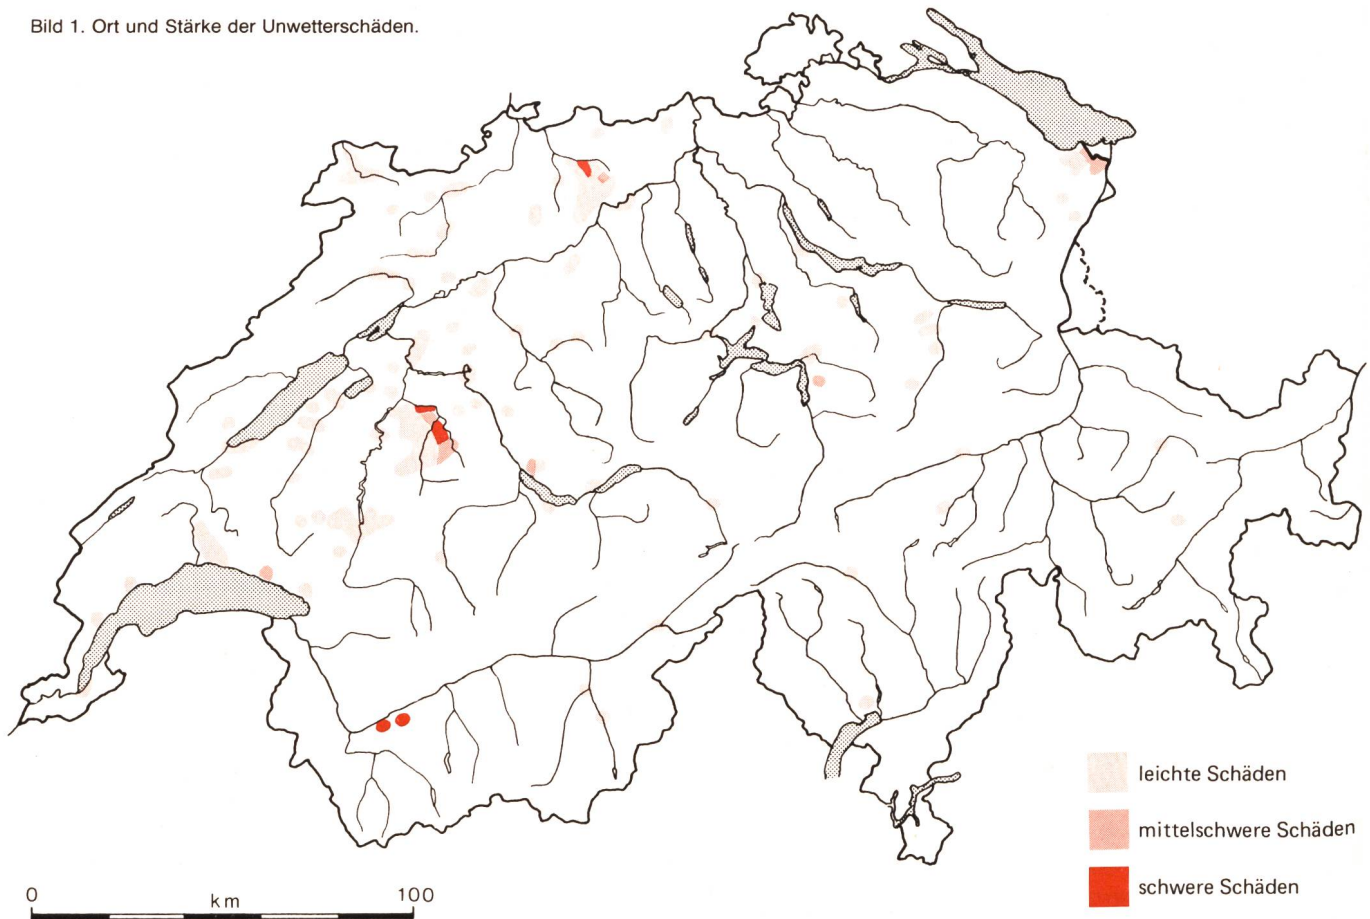 Bild 1. Ort und Stärke der Unwetterschäden.
leichte Schäden
mittelschwere Schäden
schwere Schäden
0 km 100